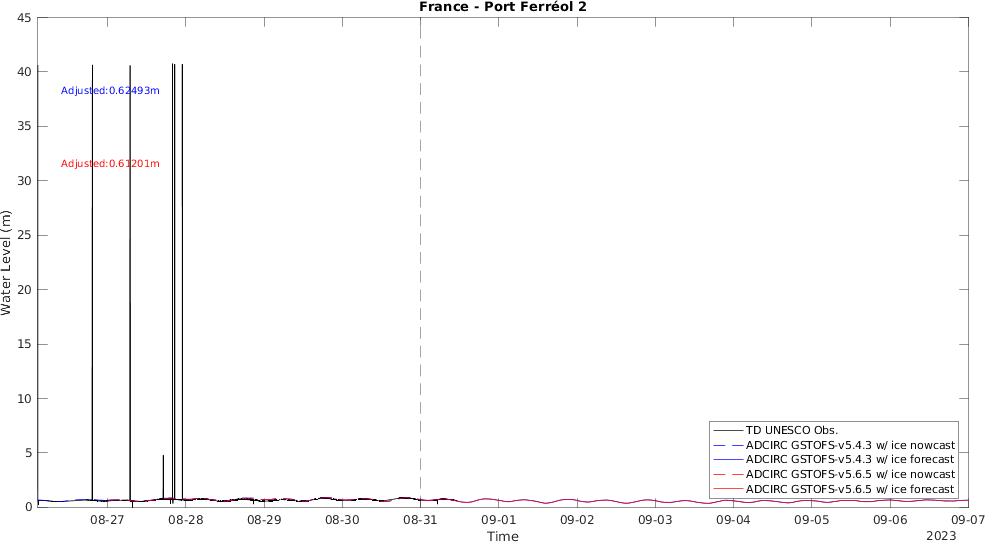 France - Port Ferréol 2
45
40
35
30
25
20
15
10
5
0
Water Level (m)
Adjusted:0.62493m
Adjusted:0.61201m
TD UNESCO Obs.
ADCIRC GSTOFS-v5.4.3 w/ ice nowcast
ADCIRC GSTOFS-v5.4.3 w/ ice forecast
ADCIRC GSTOFS-v5.6.5 w/ ice nowcast
ADCIRC GSTOFS-v5.6.5 w/ ice forecast
08-27 08-28 08-29 08-30 08-31 09-01 09-02 09-03 09-04 09-05 09-06 09-07
Time
2023